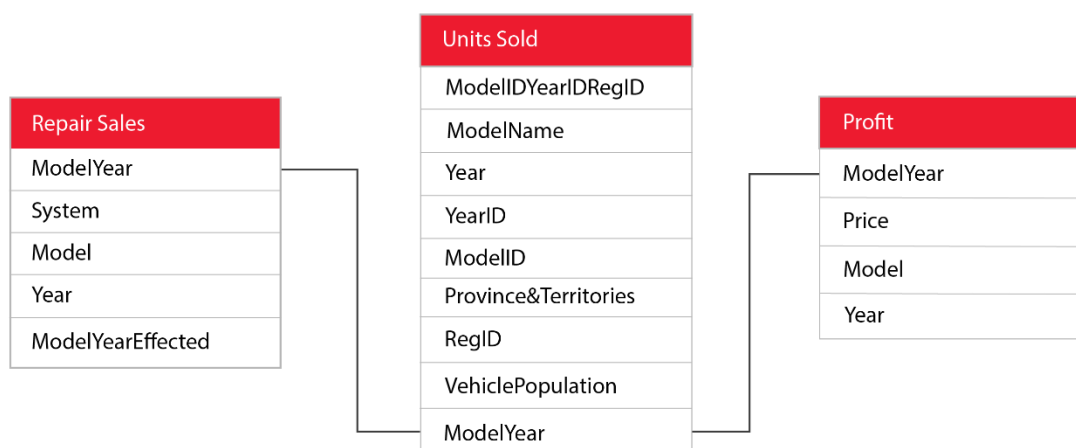 Repair Sales
ModelYear
System
Model
Year
ModelYearEffected
Units Sold
ModelIDYearIDRegID
ModelName
Year
YearID
ModelID
Province&Territories
RegID
VehiclePopulation
ModelYear
Profit
ModelYear
Price
Model
Year